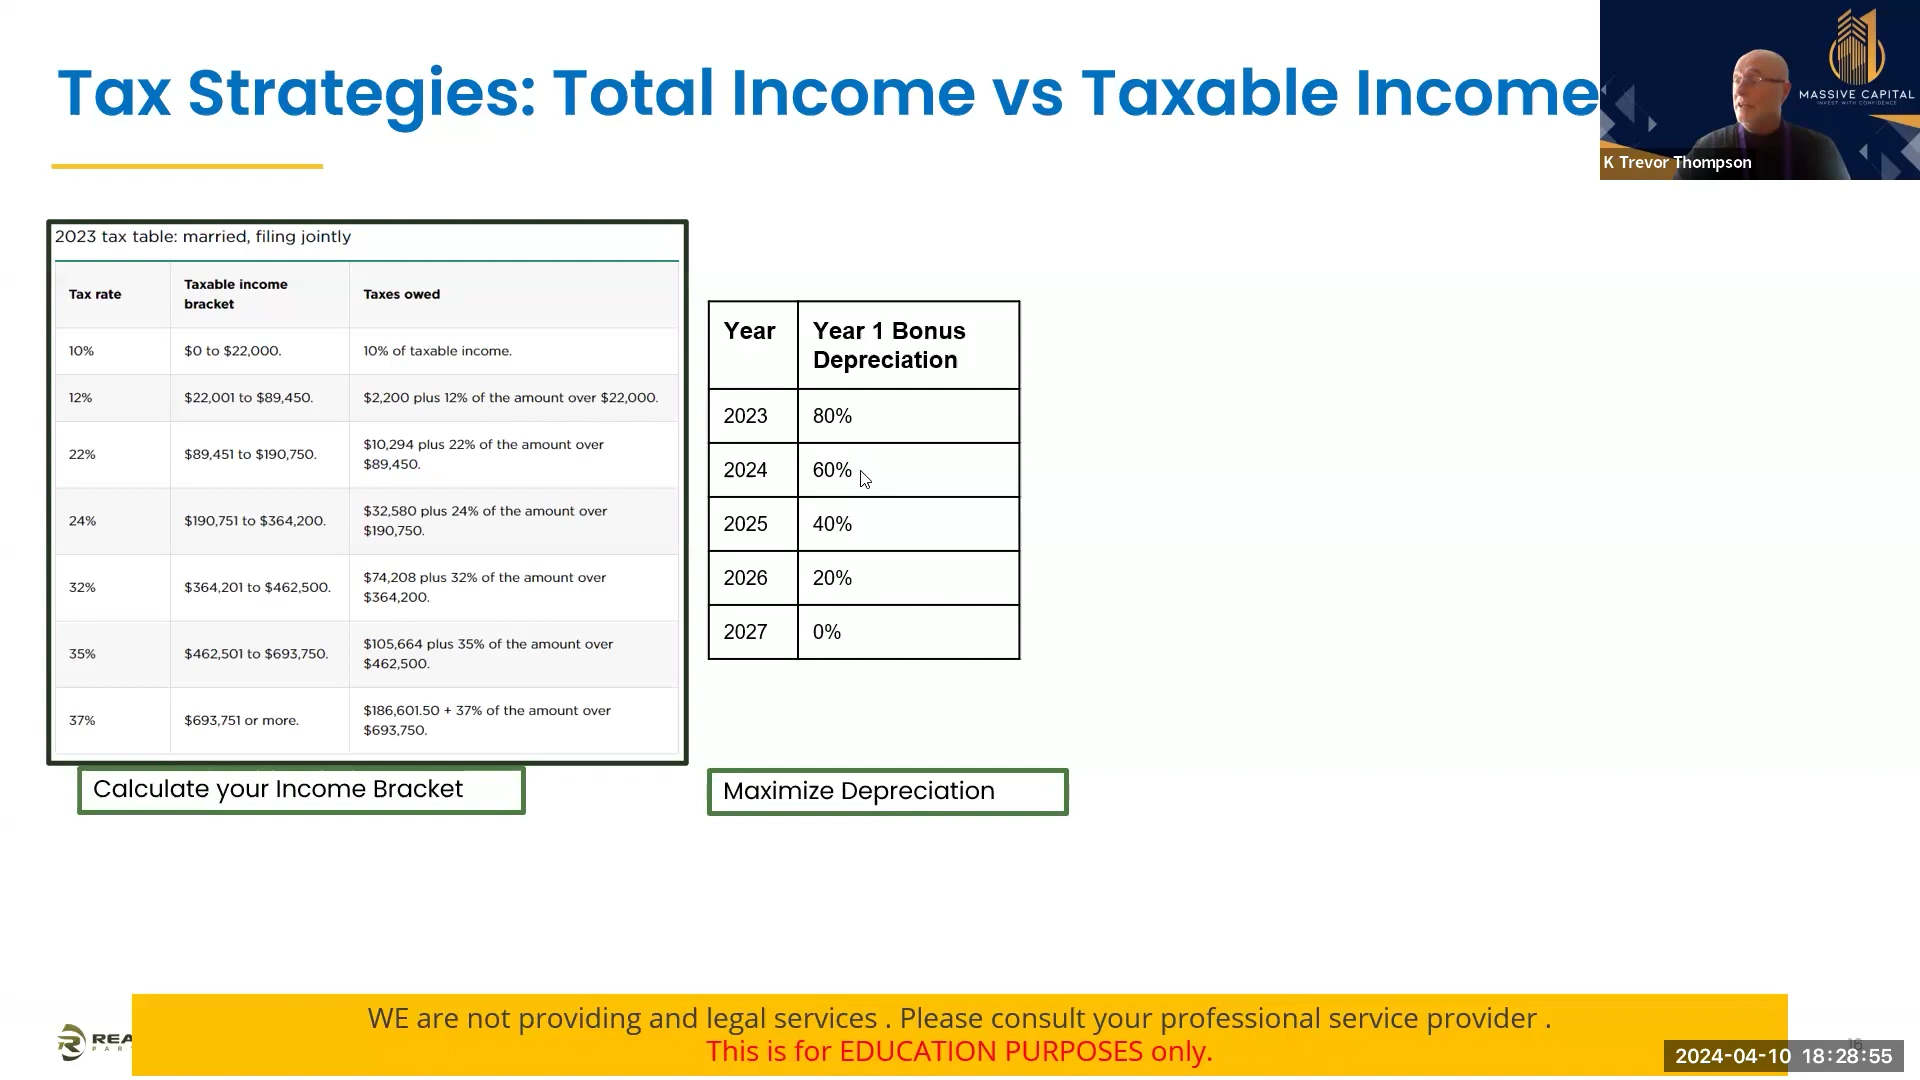 Tax Strategies: Total Income vs Taxable Income
MASSIVE CAPITAL
INVEST WITH CONFIDENCE
K Trevor Thompson
2023 tax table: married, filing jointly
Tax rate
Taxable income
bracket
Taxes owed
10%
$0 to $22,000.
10% of taxable income.
12%
$22,001 to $89,450.
$2,200 plus 12% of the amount over $22,000.
22%
$89,451 to $190,750.
$10,294 plus 22% of the amount over
$89,450.
24%
$190,751 to $364,200.
$32,580 plus 24% of the amount over
$190,750.
32%
$364,201 to $462,500.
$74,208 plus 32% of the amount over
$364,200.
35%
$462,501 to $693,750.
$105,664 plus 35% of the amount over
$462,500.
37%
$693,751 or more.
$186,601.50 + 37% of the amount over
$693,750.
Calculate your Income Bracket
Year
Year 1 Bonus
Depreciation
2023
80%
2024
60%
2025
40%
2026
20%
2027
0%
Maximize Depreciation
WE are not providing and legal services . Please consult your professional service provider .
This is for EDUCATION PURPOSES only.
REA
PAR
16
2024-04-10 18:28:55